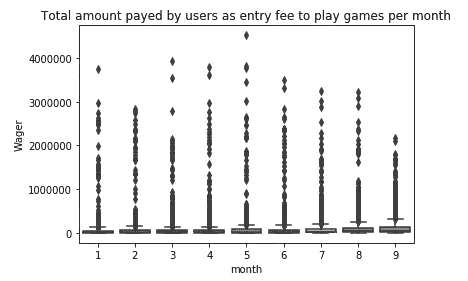 Total amount payed by users as entry fee to play games per month
4000000
3000000
2000000
1000000
0
Wager
1 2 3 4 5 6 7 8 9
month